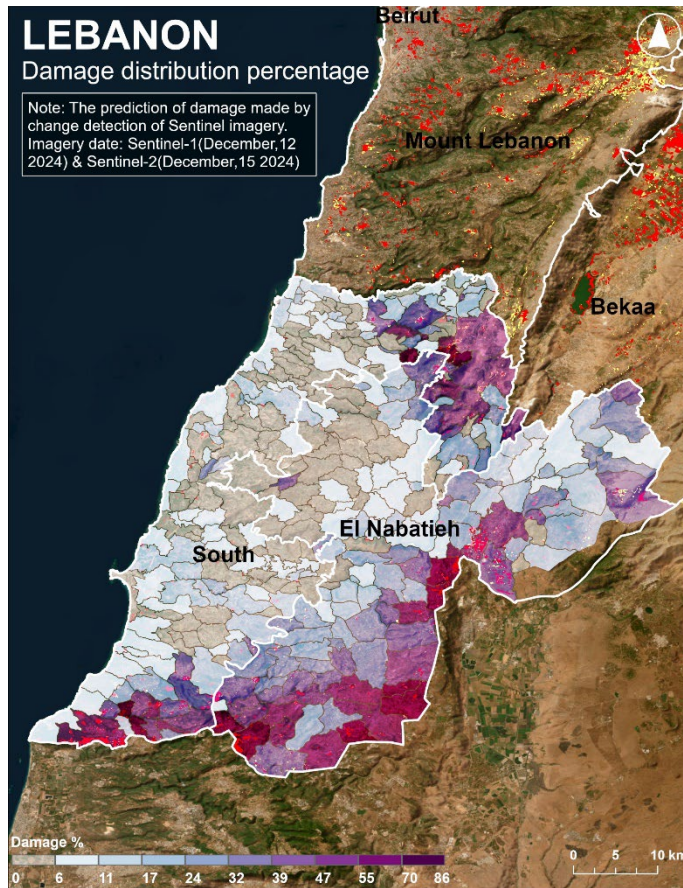 LEBANON
Damage distribution percentage
Note: The prediction of damage made by
change detection of Sentinel imagery.
Imagery date: Sentinel-1(December,12
2024) & Sentinel-2(December,15 2024)
Beirut
Mount Lebanon
Bekaa
El Nabatieh
South
Damage %
0 6 11 17 24 32 39 47 55 70 86
0 5 10 km